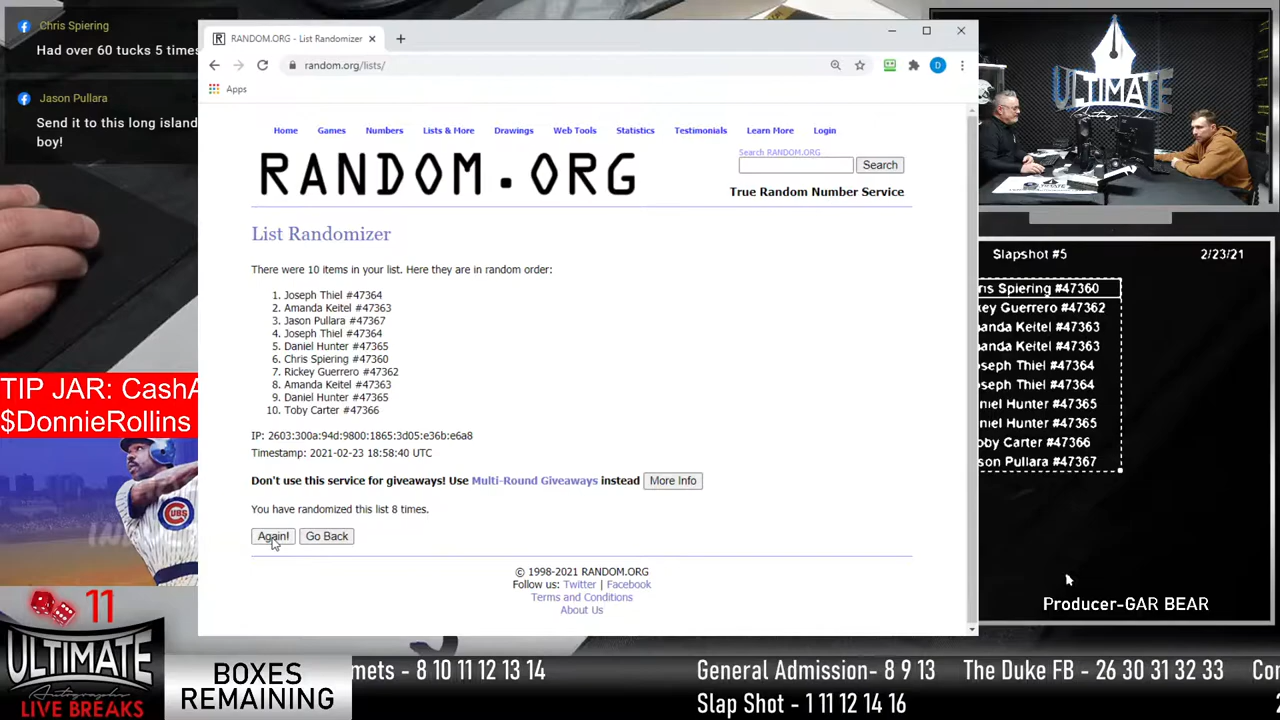 Chris Spiering
Had over 60 tucks 5 times
Jason Pullara
Send it to this long island
boy!
RANDOM.ORG - List Randomizer
random.org/lists/
Apps
Home Games Numbers Lists & More Drawings Web Tools Statistics Testimonials Learn More Login
RANDOM.ORG
Search RANDOM.ORG
Search
True Random Number Service
List Randomizer
There were 10 items in your list. Here they are in random order:
1. Joseph Thiel #47364
2. Amanda Keitel #47363
3. Jason Pullara #47367
4. Joseph Thiel #47364
5. Daniel Hunter #47365
6. Chris Spiering #47360
7. Rickey Guerrero #47362
8. Amanda Keitel #47363
9. Daniel Hunter #47365
10. Toby Carter #47366
IP: 2603:300a:94d:9800:1865:3d05:e36b:e6a8
Timestamp: 2021-02-23 18:58:40 UTC
Don't use this service for giveaways! Use Multi-Round Giveaways instead More Info
You have randomized this list 8 times.
Again! Go Back
© 1998-2021 RANDOM.ORG
Follow us: Twitter | Facebook
Terms and Conditions
About Us
ULTIMATE
Autographs
Slapshot #5 2/23/21
ris Spiering #47360
key Guerrero #47362
anda Keitel #47363
anda Keitel #47363
seph Thiel #47364
seph Thiel #47364
niel Hunter #47365
niel Hunter #47365
oby Carter #47366
son Pullara #47367
Producer-GAR BEAR
TIP JAR: CashA
$DonnieRollins
CUBS
11
ULTIMATE
Autographs
LIVE BREAKS
BOXES
REMAINING
mets - 8 10 11 12 13 14
General Admission- 8 9 13 The Duke FB - 26 30 31 32 33 Con
Slap Shot - 1 11 12 14 16